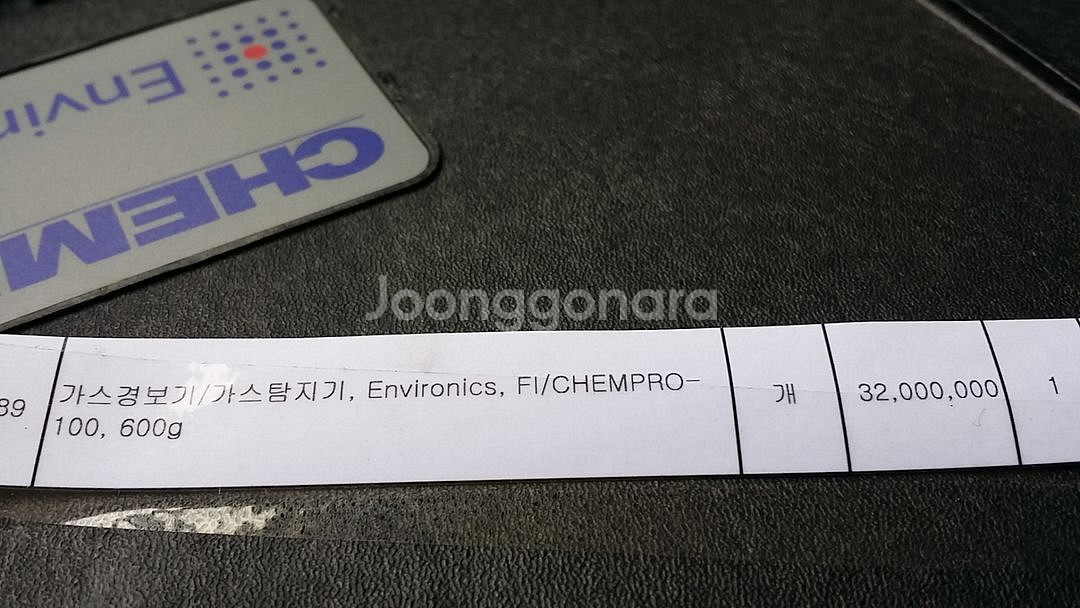 Envir
CHEM
Joonggonara
89
가스경보기/가스탐지기, Environics, FI/CHEMPRO-
100, 600g
개
32,000,000
1